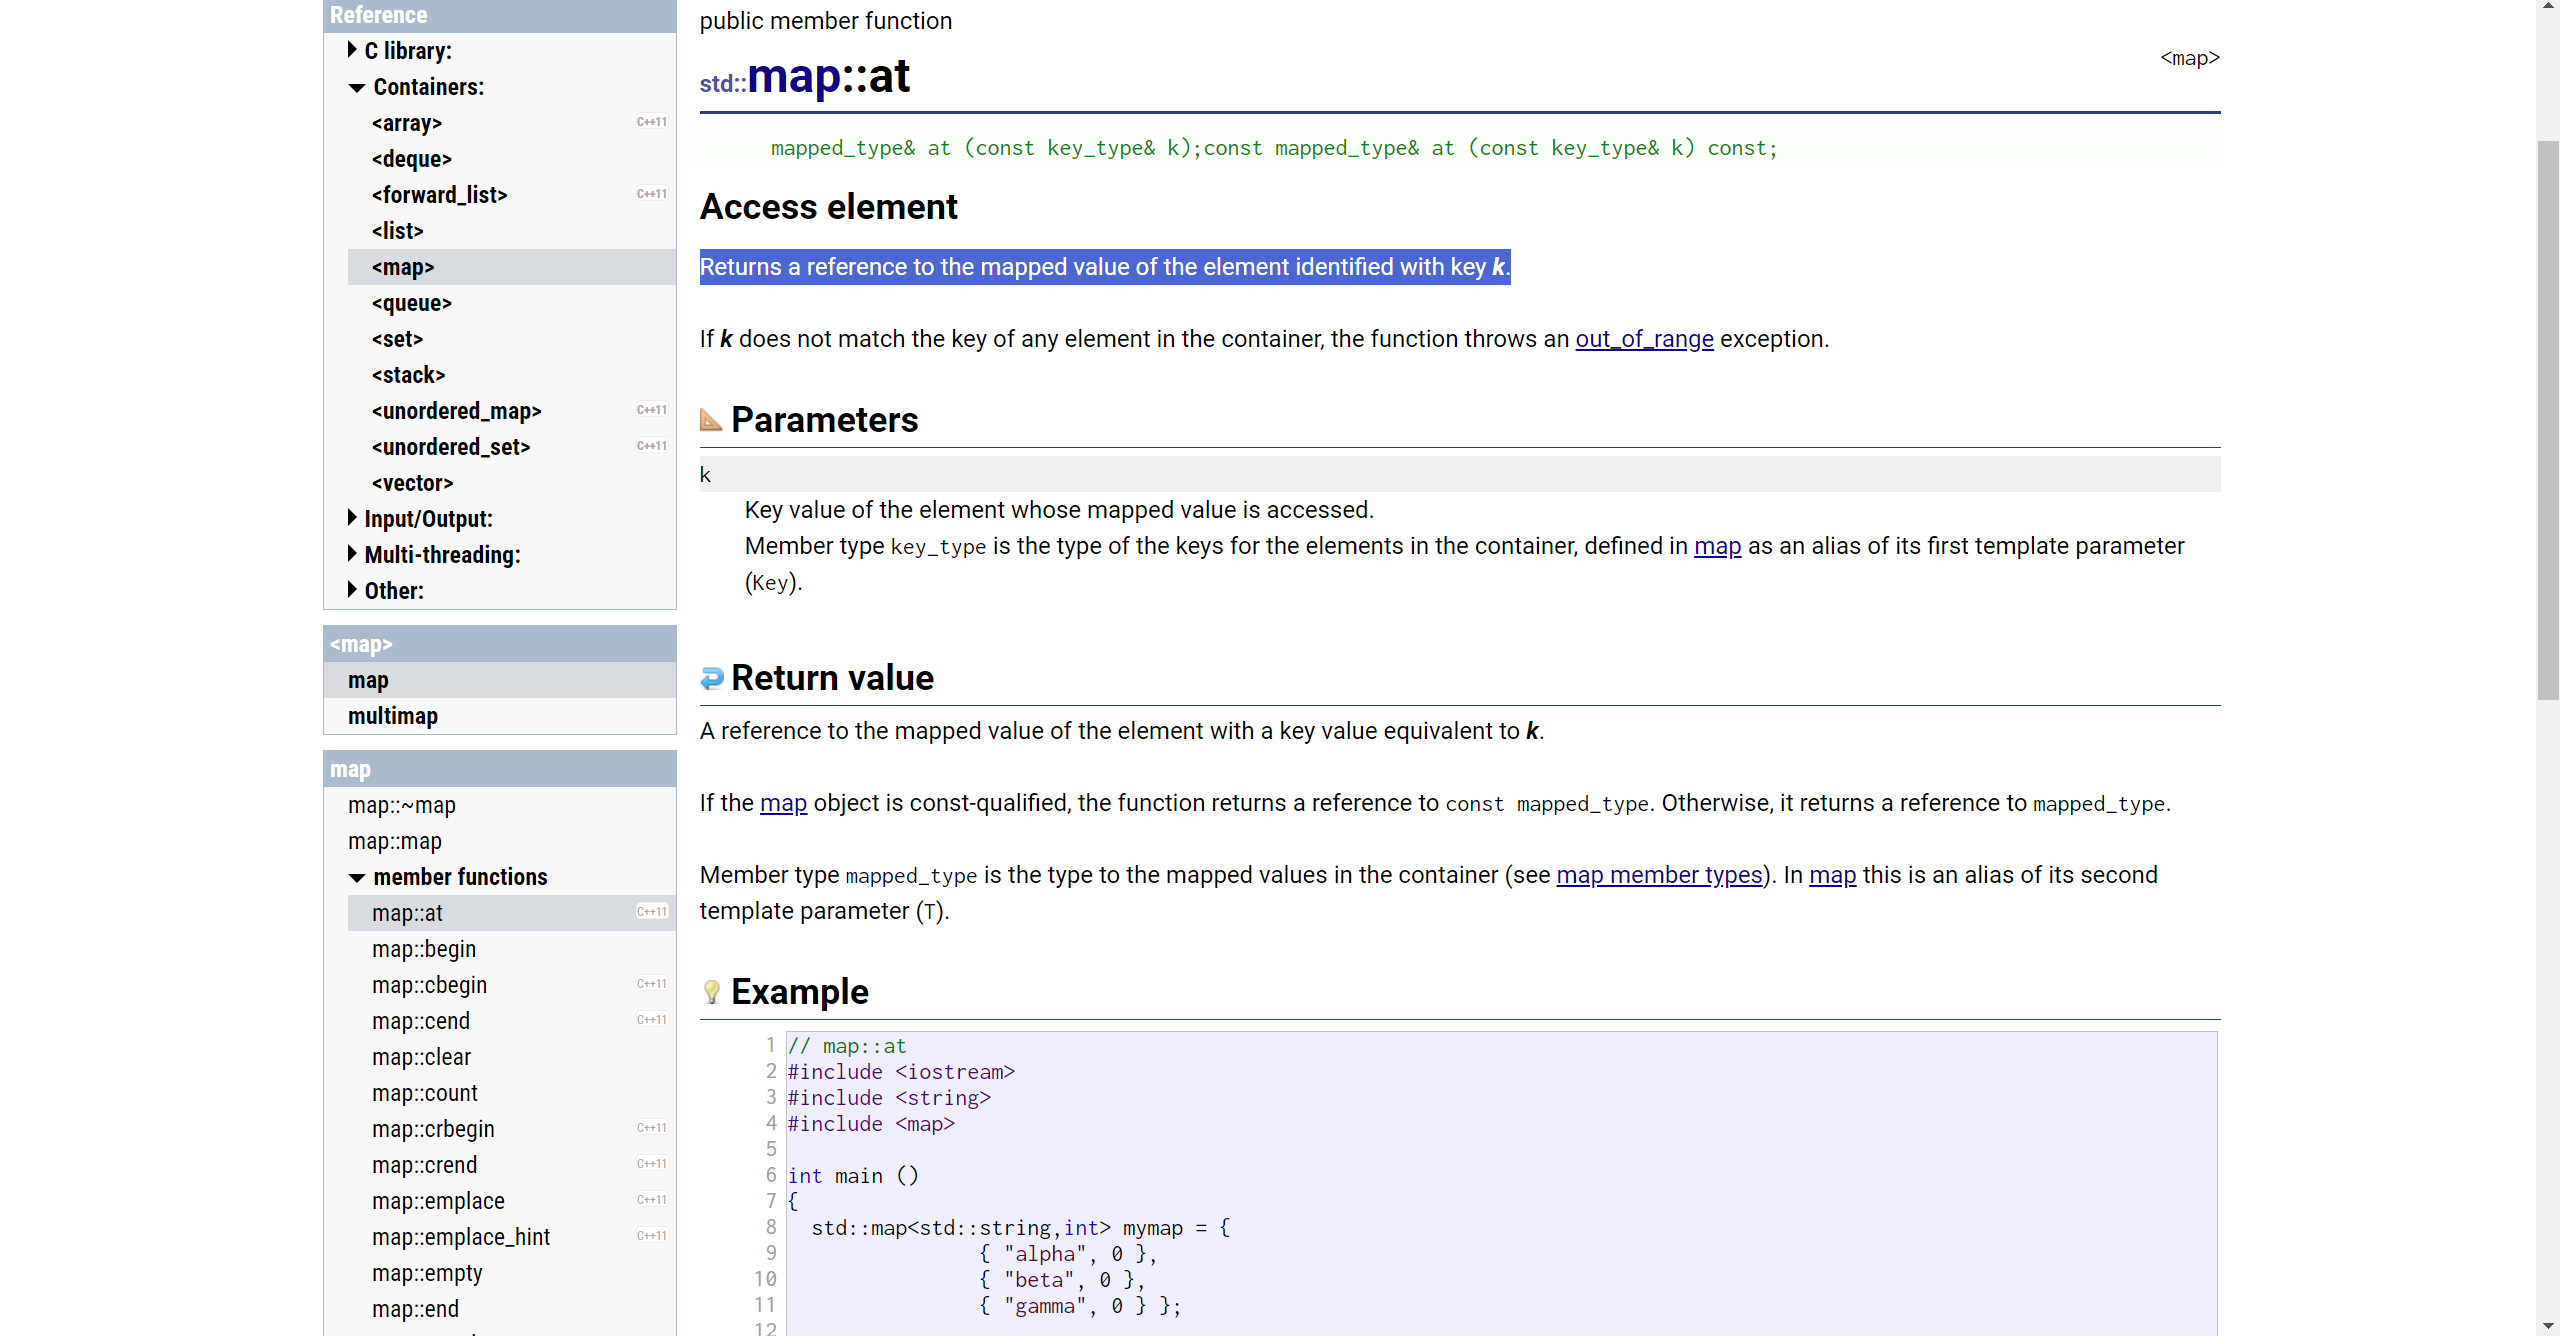 Reference
C library:
Containers:
<array> C++11
<deque>
<forward_list> C++11
<list>
<map>
<queue>
<set>
<stack>
<unordered_map> C++11
<unordered_set> C++11
<vector>
Input/Output:
Multi-threading:
Other:
<map>
map
multimap
map
map::~map
map::map
member functions
map::at C++11
map::begin
map::cbegin C++11
map::cend C++11
map::clear
map::count
map::crbegin C++11
map::crend C++11
map::emplace C++11
map::emplace_hint C++11
map::empty
map::end
public member function
<map>
std::map::at
mapped_type& at (const key_type& k);const mapped_type& at (const key_type& k) const;
Access element
Returns a reference to the mapped value of the element identified with key k.
If k does not match the key of any element in the container, the function throws an out_of_range exception.
Parameters
k
Key value of the element whose mapped value is accessed.
Member type key_type is the type of the keys for the elements in the container, defined in map as an alias of its first template parameter
(Key).
Return value
A reference to the mapped value of the element with a key value equivalent to k.
If the map object is const-qualified, the function returns a reference to const mapped_type. Otherwise, it returns a reference to mapped_type.
Member type mapped_type is the type to the mapped values in the container (see map member types). In map this is an alias of its second
template parameter (T).
Example
1 // map::at
2 #include <iostream>
3 #include <string>
4 #include <map>
5
6 int main ()
7 {
8 std::map<std::string,int> mymap = {
9 { "alpha", 0 },
10 { "beta", 0 },
11 { "gamma", 0 } };
12